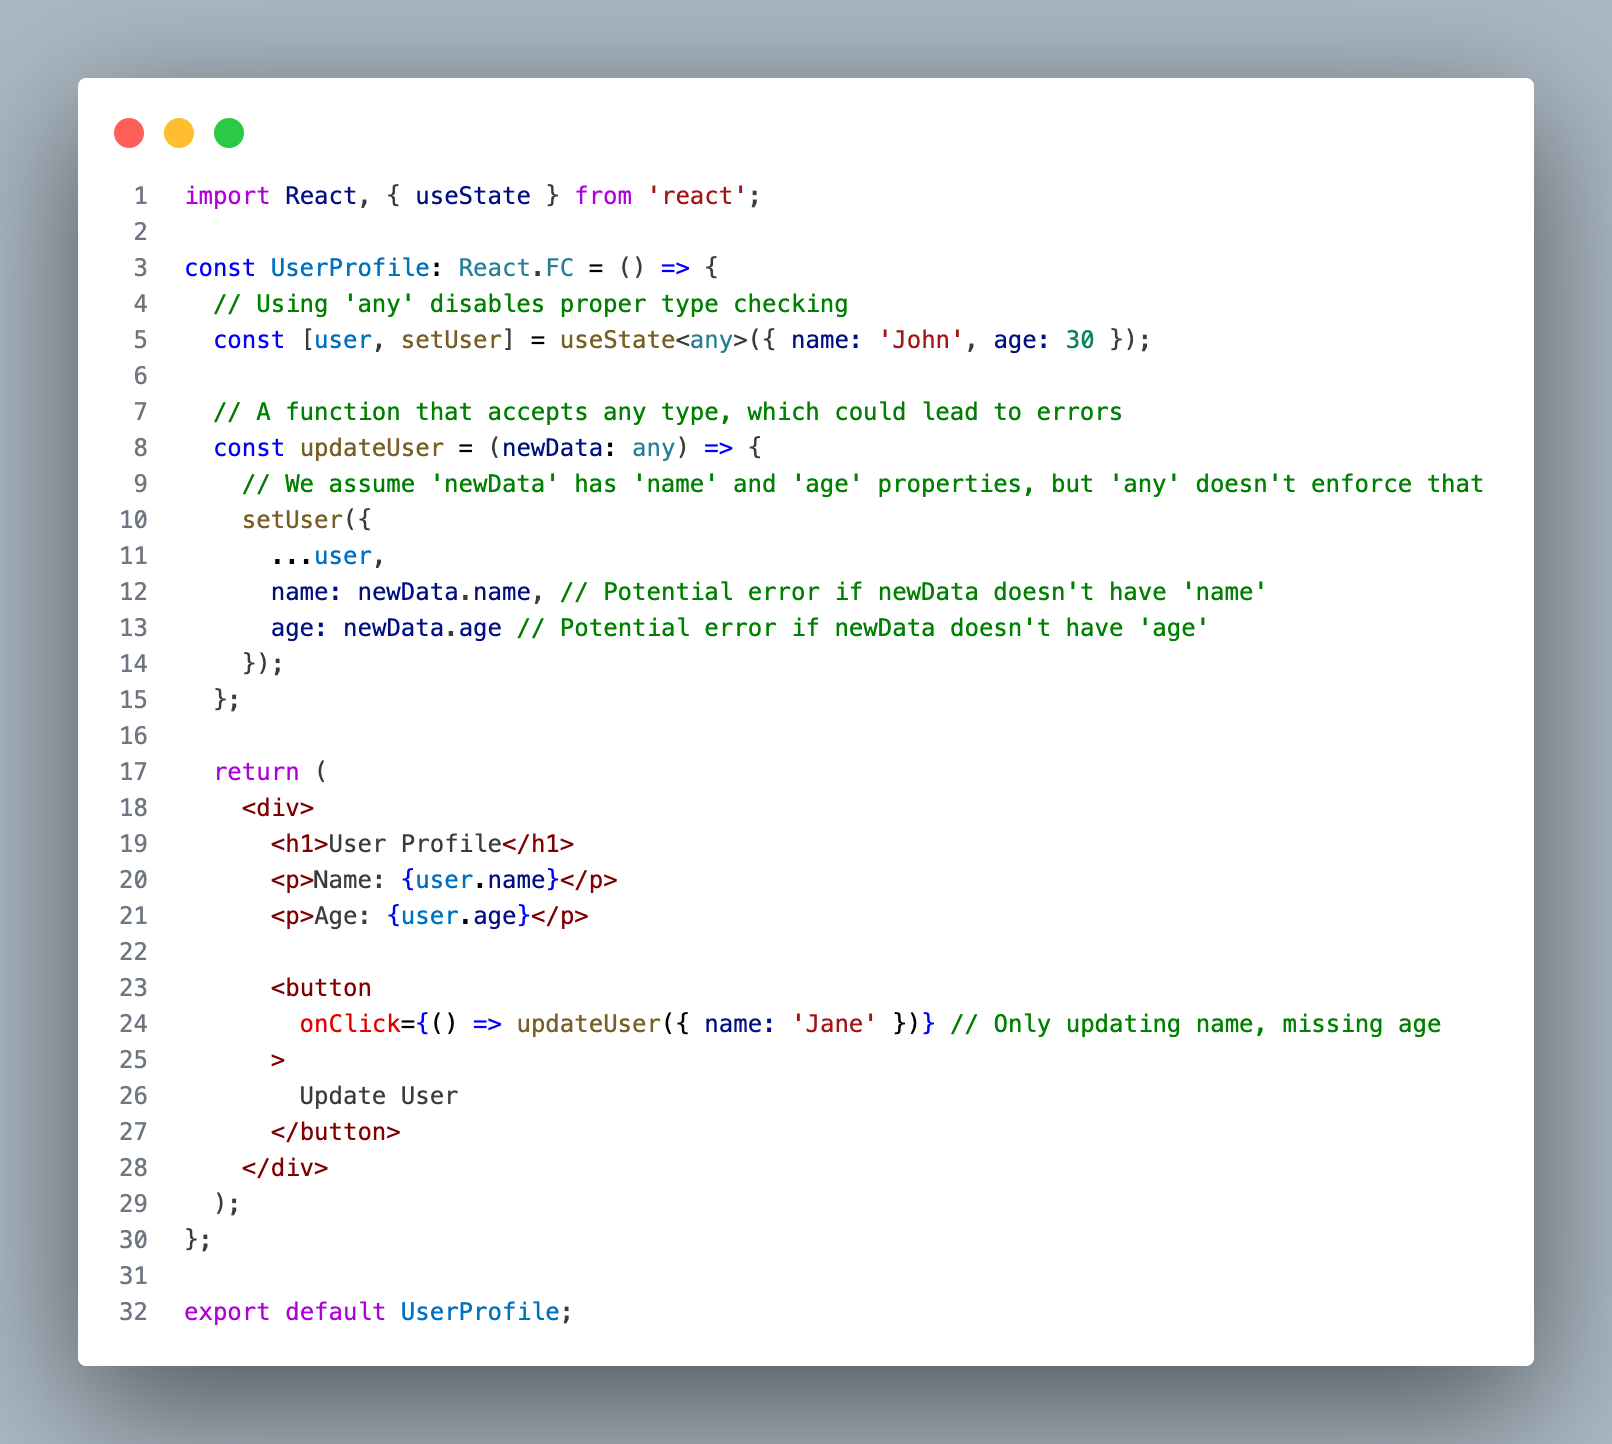 1 import React, { useState } from 'react';
2
3 const UserProfile: React.FC = () => {
4   // Using 'any' disables proper type checking
5   const [user, setUser] = useState<any>({ name: 'John', age: 30 });
6
7   // A function that accepts any type, which could lead to errors
8   const updateUser = (newData: any) => {
9     // We assume 'newData' has 'name' and 'age' properties, but 'any' doesn't enforce that
10     setUser({
11       ...user,
12       name: newData.name, // Potential error if newData doesn't have 'name'
13       age: newData.age // Potential error if newData doesn't have 'age'
14     });
15   };
16
17   return (
18     <div>
19       <h1>User Profile</h1>
20       <p>Name: {user.name}</p>
21       <p>Age: {user.age}</p>
22
23       <button
24         onClick={() => updateUser({ name: 'Jane' })} // Only updating name, missing age
25       >
26         Update User
27       </button>
28     </div>
29   );
30 };
31
32 export default UserProfile;